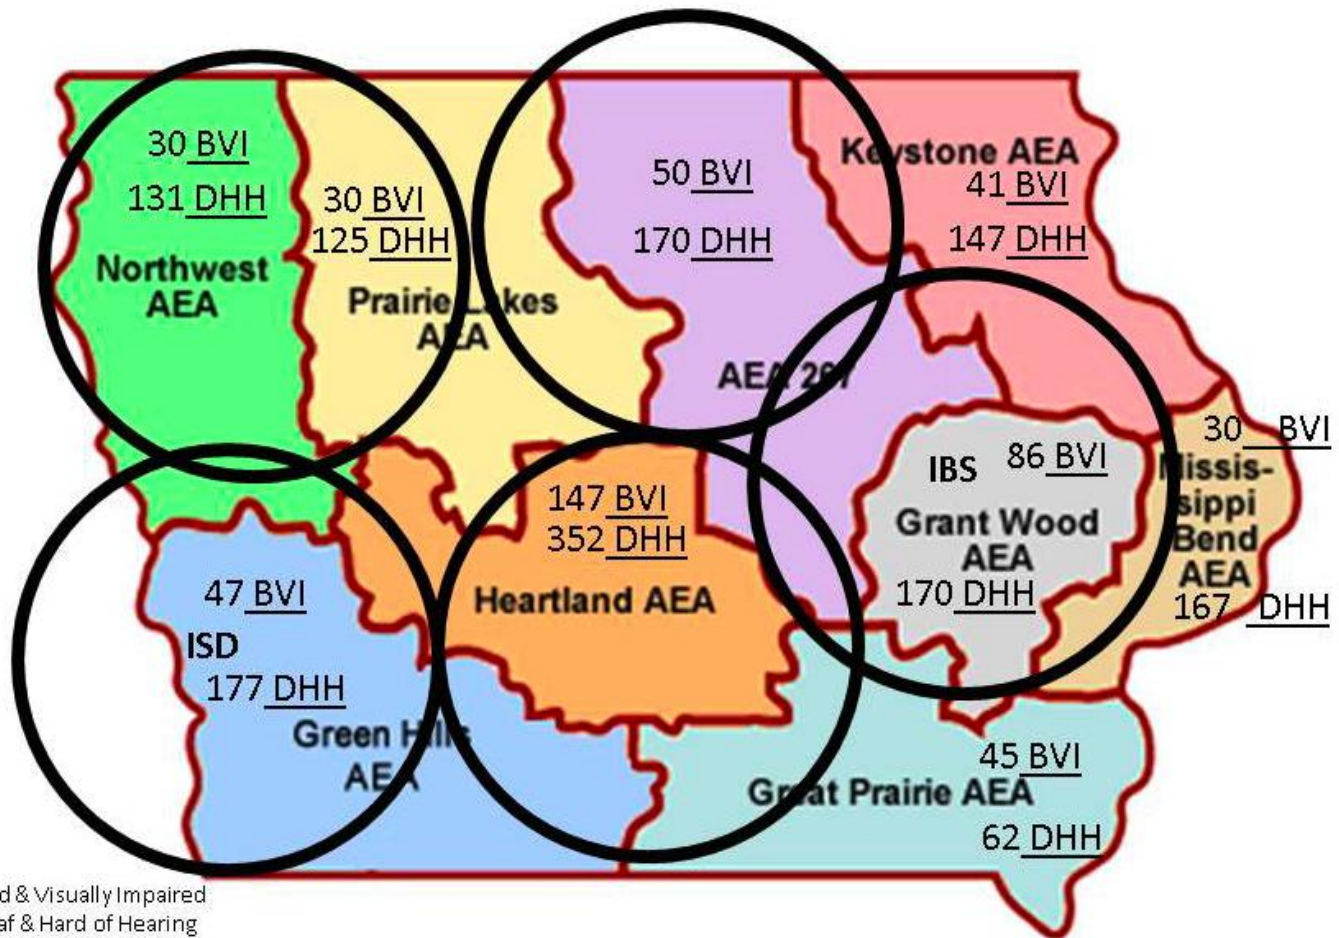 30 BVI
131 DHH
Northwest
AEA
30 BVI
125 DHH
Prairie Lakes
AEA
50 BVI
170 DHH
AEA 267
Keystone AEA
41 BVI
147 DHH
30 BVI
Missis-
sippi
Bend
AEA
167 DHH
IBS 86 BVI
Grant Wood
AEA
170 DHH
147 BVI
352 DHH
Heartland AEA
47 BVI
ISD
177 DHH
Green Hills
AEA
45 BVI
Great Prairie AEA
62 DHH
d & Visually Impaired
af & Hard of Hearing